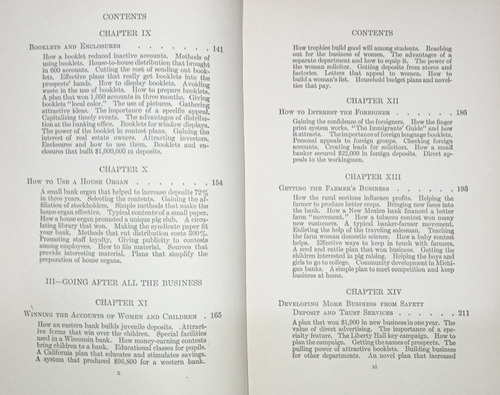 CONTENTS
CHAPTER IX
BOOKLETS AND ENCLOSURES . . . . . . . 141
How a booklet reduced inactive accounts. Methods of
using booklets. House-to-house distribution that brought
in 600 accounts. Cutting the cost of sending out book-
lets. Effective plans that really get booklets into the
prospects' hands. How to display booklets. Avoiding
waste in the use of booklets. How to prepare booklets.
A plan that won 1,000 accounts in three months. Giving
booklets "local color." The use of pictures. Gathering
attractive ideas. The importance of a specific appeal.
Capitalising timely events. The advantages of distribu-
tion at the banking office. Booklets for window displays.
The power of the booklet in contest plans. Gaining the
interest of real estate owners. Attracting investors.
Enclosures and how to use them. Booklets and en-
closures that built $1,000,000 in deposits.
CHAPTER X
HOW TO USE A HOUSE ORGAN . . . . . . 154
A small bank organ that helped to increase deposits 72%
in three years. Selecting the contents. Gaining the af-
filiation of stockholders. Simple methods that make the
house organ effective. Typical contents of a small paper.
How a house organ promoted a unique pig club. A circu-
lating library that won. Making the syndicate paper fit
your bank. Methods that cut distribution costs 300%.
Promoting staff loyalty. Giving publicity to contests
among employees. How to file material. Sources that
provide interesting material. Plans that simplify the
preparation of house organs.
III—GOING AFTER ALL THE BUSINESS
CHAPTER XI
WINNING THE ACCOUNTS OF WOMEN AND CHILDREN . 165
How an eastern bank builds juvenile deposits. Attract-
ive forms that win over the children. Special facilities
used in a Wisconsin bank. How money-earning contests
bring children to a bank. Educational classes for pupils.
A California plan that educates and stimulates savings.
A system that produced $96,800 for a western bank.
x
CONTENTS
How trophies build good will among students. Reaching
out for the business of women. The advantages of a
separate department and how to equip it. The power of
the woman solicitor. Getting deposits from stores and
factories. Letters that appeal to women. How to
build a woman's list. Household budget plans and novel-
ties that pay.
CHAPTER XII
HOW TO INTEREST THE FOREIGNER . . . . . 186
Gaining the confidence of the foreigners. How the finger
print system works. "The Immigrants' Guide" and how
it attracts. The importance of foreign language booklets.
Personal appeals to foreign groups. Checking foreign
accounts. Creating leads for solicitors. How a small
banker secured $22,000 in foreign deposits. Direct ap-
peals to the workingmen.
CHAPTER XIII
GETTING THE FARMER'S BUSINESS . . . . . 195
How the rural sections influence profits. Helping the
farmer to produce better crops. Bringing new faces into
the bank. How a New Mexico bank financed a better
farm "movement." How a tobacco contest won many
new customers. A typical banker-farmer movement.
Enlisting the help of the traveling salesman. Teaching
the farm woman domestic science. How a baby contest
helps. Effective ways to keep in touch with farmers.
A seed and cattle plan that won business. Getting the
children interested in pig raising. Helping the boys and
girls to go to college. Community development in Michi-
gan banks. A simple plan to meet competition and keep
business at home.
CHAPTER XIV
DEVELOPING MORE BUSINESS FROM SAFETY
DEPOSIT AND TRUST SERVICES . . . . . 211
A plan that won $1,000 in new business in one year. The
value of direct advertising. The importance of a spe-
cialty feature. The Liberty Hall key campaign. How to
plan the campaign. Getting the names of prospects. The
pulling power of attractive booklets. Building business
for other departments. An novel plan that increased
xi